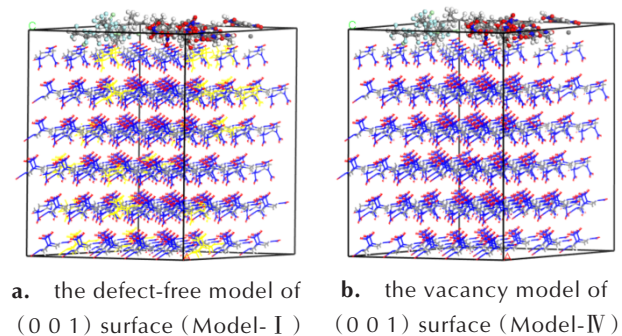 a. the defect-free model of
(0 0 1) surface (Model-Ⅰ)
b. the vacancy model of
(0 0 1) surface (Model-Ⅳ)